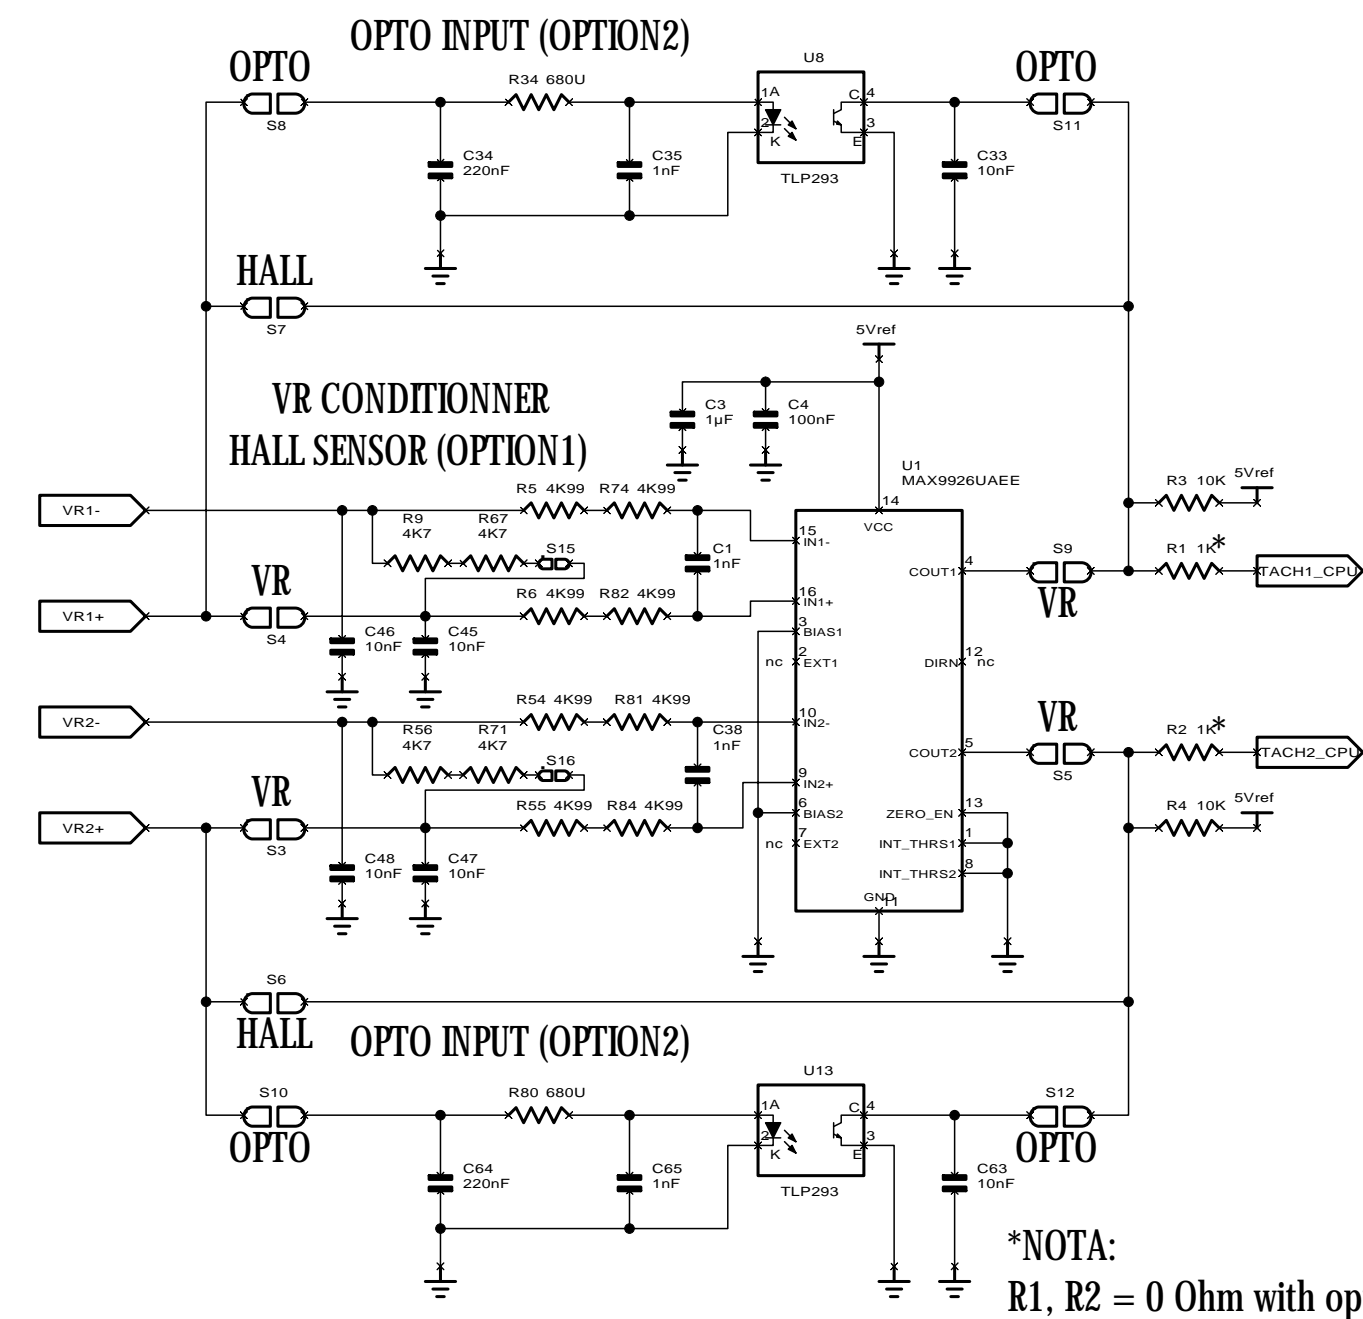 OPTO INPUT (OPTION2)
OPTO
S8
R34 680U
U8
1A
2
K
C 4
3
E
TLP293
OPTO
S11
C34
220nF
C35
1nF
C33
10nF
HALL
S7
5Vref
VR CONDITIONNER
HALL SENSOR (OPTION1)
C3
1µF
C4
100nF
U1
MAX9926UAEE
14
VCC
R3 10K
5Vref
VR1-
R5 4K99
R74 4K99
R9
4K7
R67
4K7
S15
C1
1nF
15
IN1-
4
COUT1
S9
VR
R1 1K*
TACH1_CPU
VR1+
VR
S4
R6 4K99
R82 4K99
16
IN1+
3
BIAS1
C46
10nF
C45
10nF
nc
2
EXT1
12
DIRN
nc
VR2-
R54 4K99
R81 4K99
R56
4K7
R71
4K7
S16
C38
1nF
10
IN2-
5
COUT2
VR
S5
R2 1K*
TACH2_CPU
VR2+
VR
S3
R55 4K99
R84 4K99
9
IN2+
6
BIAS2
13
ZERO_EN
R4 10K
5Vref
C48
10nF
C47
10nF
nc
7
EXT2
1
INT_THRS1
8
INT_THRS2
GND
11
S6
HALL
OPTO INPUT (OPTION2)
S10
OPTO
R80 680U
U13
1A
2
K
C 4
3
E
TLP293
S12
OPTO
C64
220nF
C65
1nF
C63
10nF
*NOTA:
R1, R2 = 0 Ohm with op